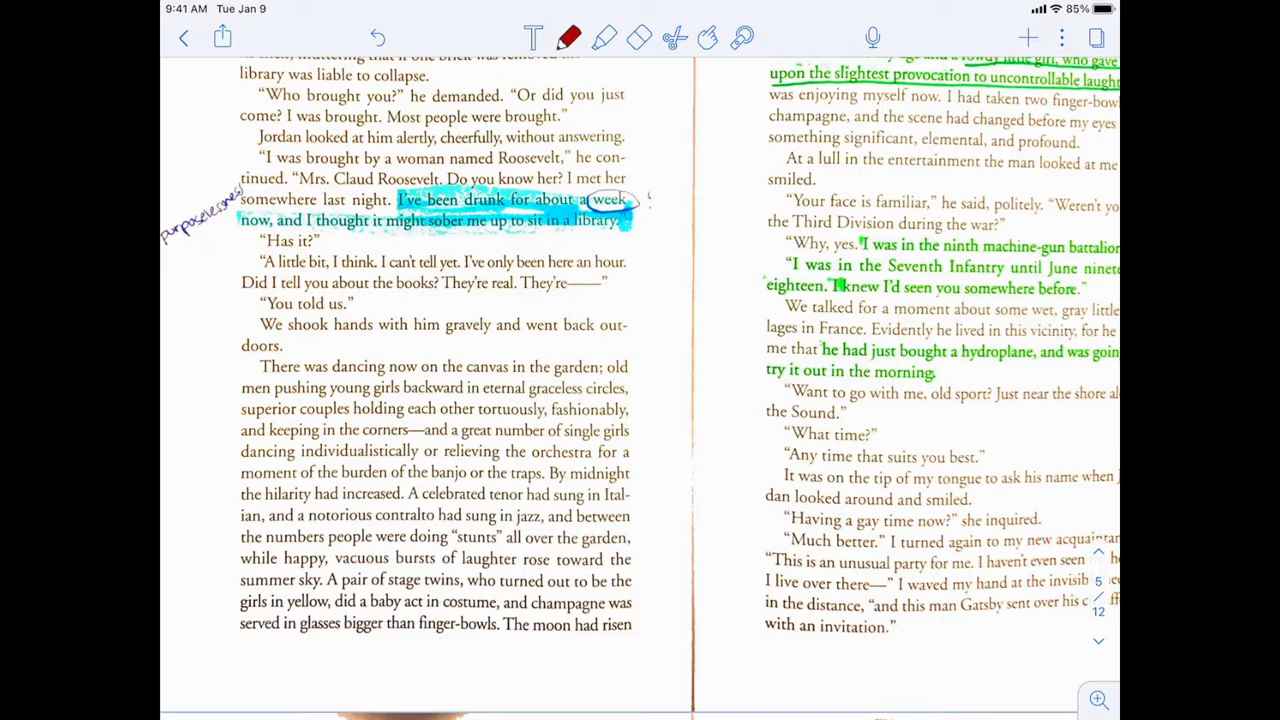 9:41 AM Tue Jan 9
85%
library was liable to collapse.
“Who brought you?” he demanded. “Or did you just
come? I was brought. Most people were brought.”
Jordan looked at him alertly, cheerfully, without answering.
“I was brought by a woman named Roosevelt,” he con-
tinued. “Mrs. Claud Roosevelt. Do you know her? I met her
somewhere last night. I’ve been drunk for about a week
now, and I thought it might sober me up to sit in a library.”
purposelessness
“Has it?”
“A little bit, I think. I can’t tell yet. I’ve only been here an hour.
Did I tell you about the books? They’re real. They’re——”
“You told us.”
We shook hands with him gravely and went back out-
doors.
There was dancing now on the canvas in the garden; old
men pushing young girls backward in eternal graceless circles,
superior couples holding each other tortuously, fashionably,
and keeping in the corners—and a great number of single girls
dancing individualistically or relieving the orchestra for a
moment of the burden of the banjo or the traps. By midnight
the hilarity had increased. A celebrated tenor had sung in Ital-
ian, and a notorious contralto had sung in jazz, and between
the numbers people were doing “stunts” all over the garden,
while happy, vacuous bursts of laughter rose toward the
summer sky. A pair of stage twins, who turned out to be the
girls in yellow, did a baby act in costume, and champagne was
served in glasses bigger than finger-bowls. The moon had risen
girl, who gave
upon the slightest provocation to uncontrollable laught
was enjoying myself now. I had taken two finger-bow
champagne, and the scene had changed before my eyes
something significant, elemental, and profound.
At a lull in the entertainment the man looked at me
smiled.
“Your face is familiar,” he said, politely. “Weren’t yo
the Third Division during the war?”
“Why, yes. I was in the ninth machine-gun battalion
“I was in the Seventh Infantry until June ninete
eighteen. I knew I’d seen you somewhere before.”
We talked for a moment about some wet, gray little
lages in France. Evidently he lived in this vicinity, for he
me that he had just bought a hydroplane, and was goin
try it out in the morning.
“Want to go with me, old sport? Just near the shore al
the Sound.”
“What time?”
“Any time that suits you best.”
It was on the tip of my tongue to ask his name when J
dan looked around and smiled.
“Having a gay time now?” she inquired.
“Much better.” I turned again to my new acquaintan
“This is an unusual party for me. I haven’t even seen h
I live over there—” I waved my hand at the invisib
in the distance, “and this man Gatsby sent over his c
with an invitation.”
5
/
12